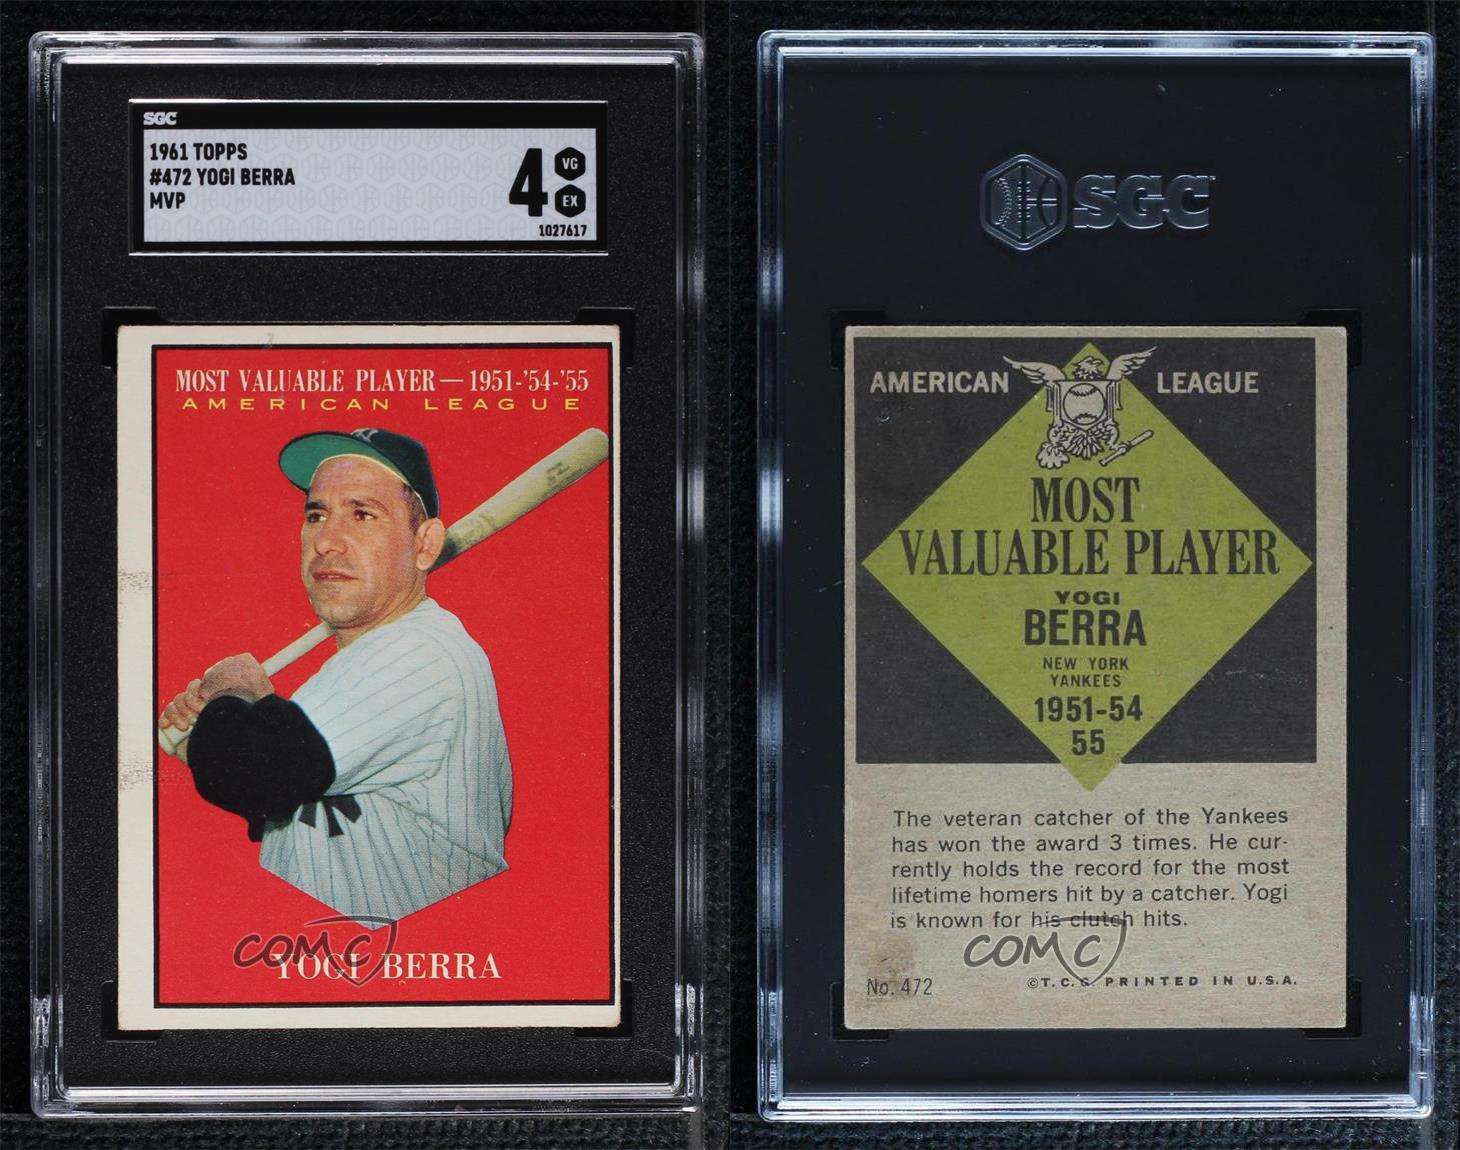 SGC
1961 TOPPS
#472 YOGI BERRA
MVP
4
VG
EX
1027617
MOST VALUABLE PLAYER—1951-'54-'55
AMERICAN LEAGUE
YOGI BERRA
COMC
SGC
AMERICAN LEAGUE
MOST
VALUABLE PLAYER
YOGI
BERRA
NEW YORK
YANKEES
1951-54
55
The veteran catcher of the Yankees
has won the award 3 times. He cur-
rently holds the record for the most
lifetime homers hit by a catcher. Yogi
is known for his clutch hits.
COMC
No. 472
©T.C.G. PRINTED IN U.S.A.